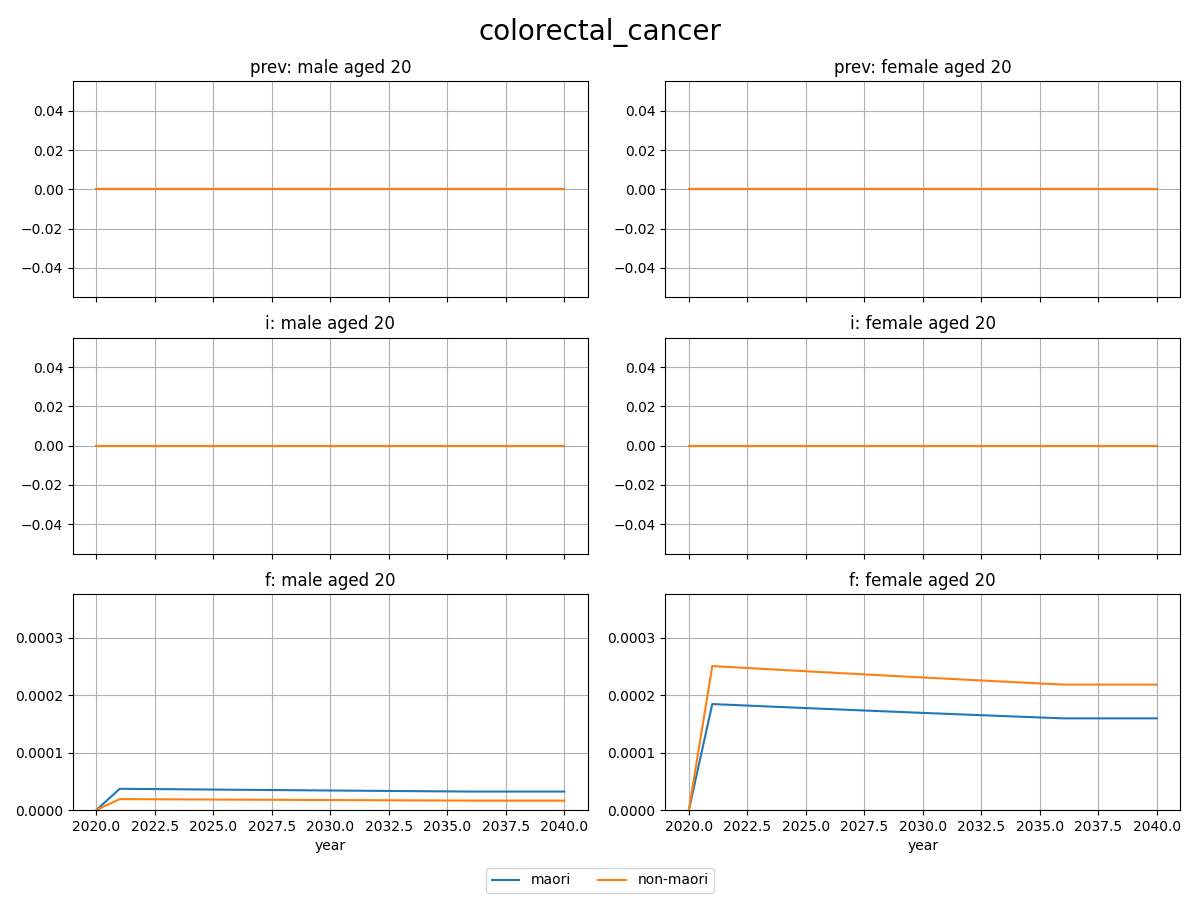 colorectal_cancer
prev: male aged 20
prev: female aged 20
0.04
0.02
0.00
−0.02
−0.04
0.04
0.02
0.00
−0.02
−0.04
i: male aged 20
i: female aged 20
0.04
0.02
0.00
−0.02
−0.04
0.04
0.02
0.00
−0.02
−0.04
f: male aged 20
f: female aged 20
0.0003
0.0002
0.0001
0.0000
0.0003
0.0002
0.0001
0.0000
2020.0 2022.5 2025.0 2027.5 2030.0 2032.5 2035.0 2037.5 2040.0
2020.0 2022.5 2025.0 2027.5 2030.0 2032.5 2035.0 2037.5 2040.0
year
year
maori non-maori